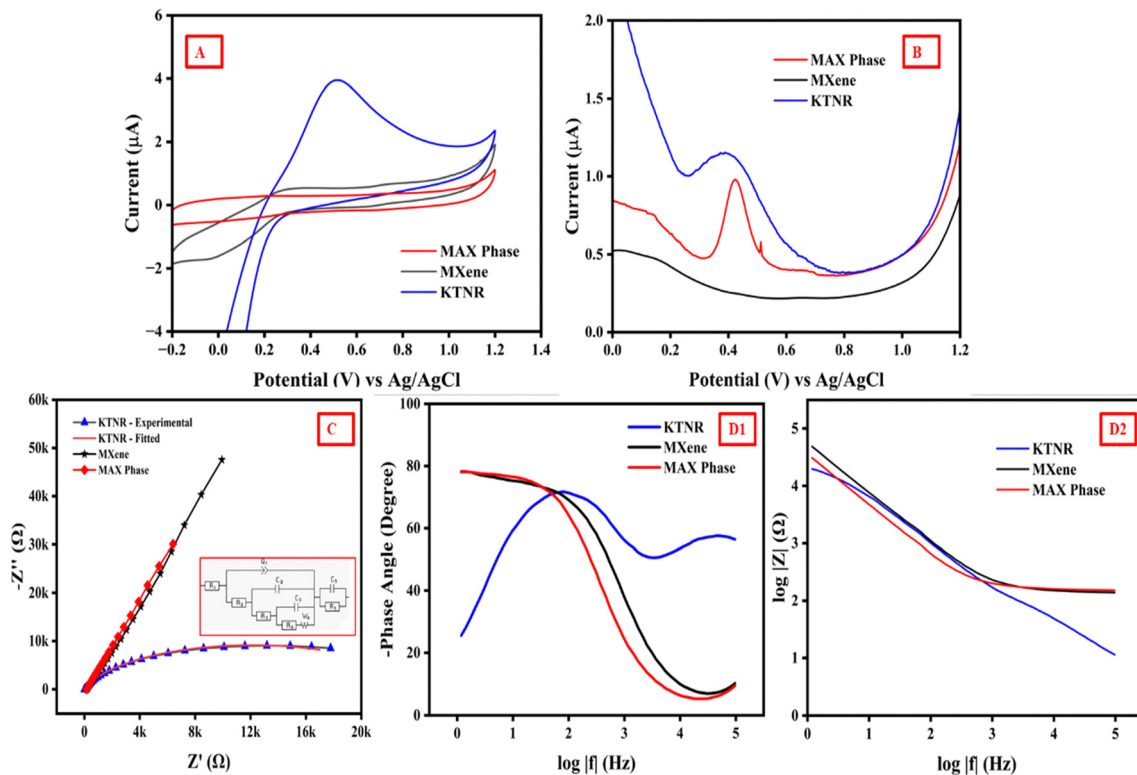 A
Current (μA)
6
4
2
0
−2
−4
MAX Phase
MXene
KTNR
−0.2 0.0 0.2 0.4 0.6 0.8 1.0 1.2 1.4
Potential (V) vs Ag/AgCl
B
Current (μA)
2.0
1.5
1.0
0.5
0.0
MAX Phase
MXene
KTNR
0.0 0.2 0.4 0.6 0.8 1.0 1.2
Potential (V) vs Ag/AgCl
C
-Z'' (Ω)
-60k
50k
40k
30k
20k
10k
0
KTNR - Experimental
KTNR - Fitted
MXene
MAX Phase
0 4k 8k 12k 16k 20k
Z' (Ω)
D1
-Phase Angle (Degree)
100
80
60
40
20
0
KTNR
MXene
MAX Phase
0 1 2 3 4 5
log |f| (Hz)
D2
log |Z| (Ω)
5
4
3
2
1
0
KTNR
MXene
MAX Phase
0 1 2 3 4 5
log |f| (Hz)